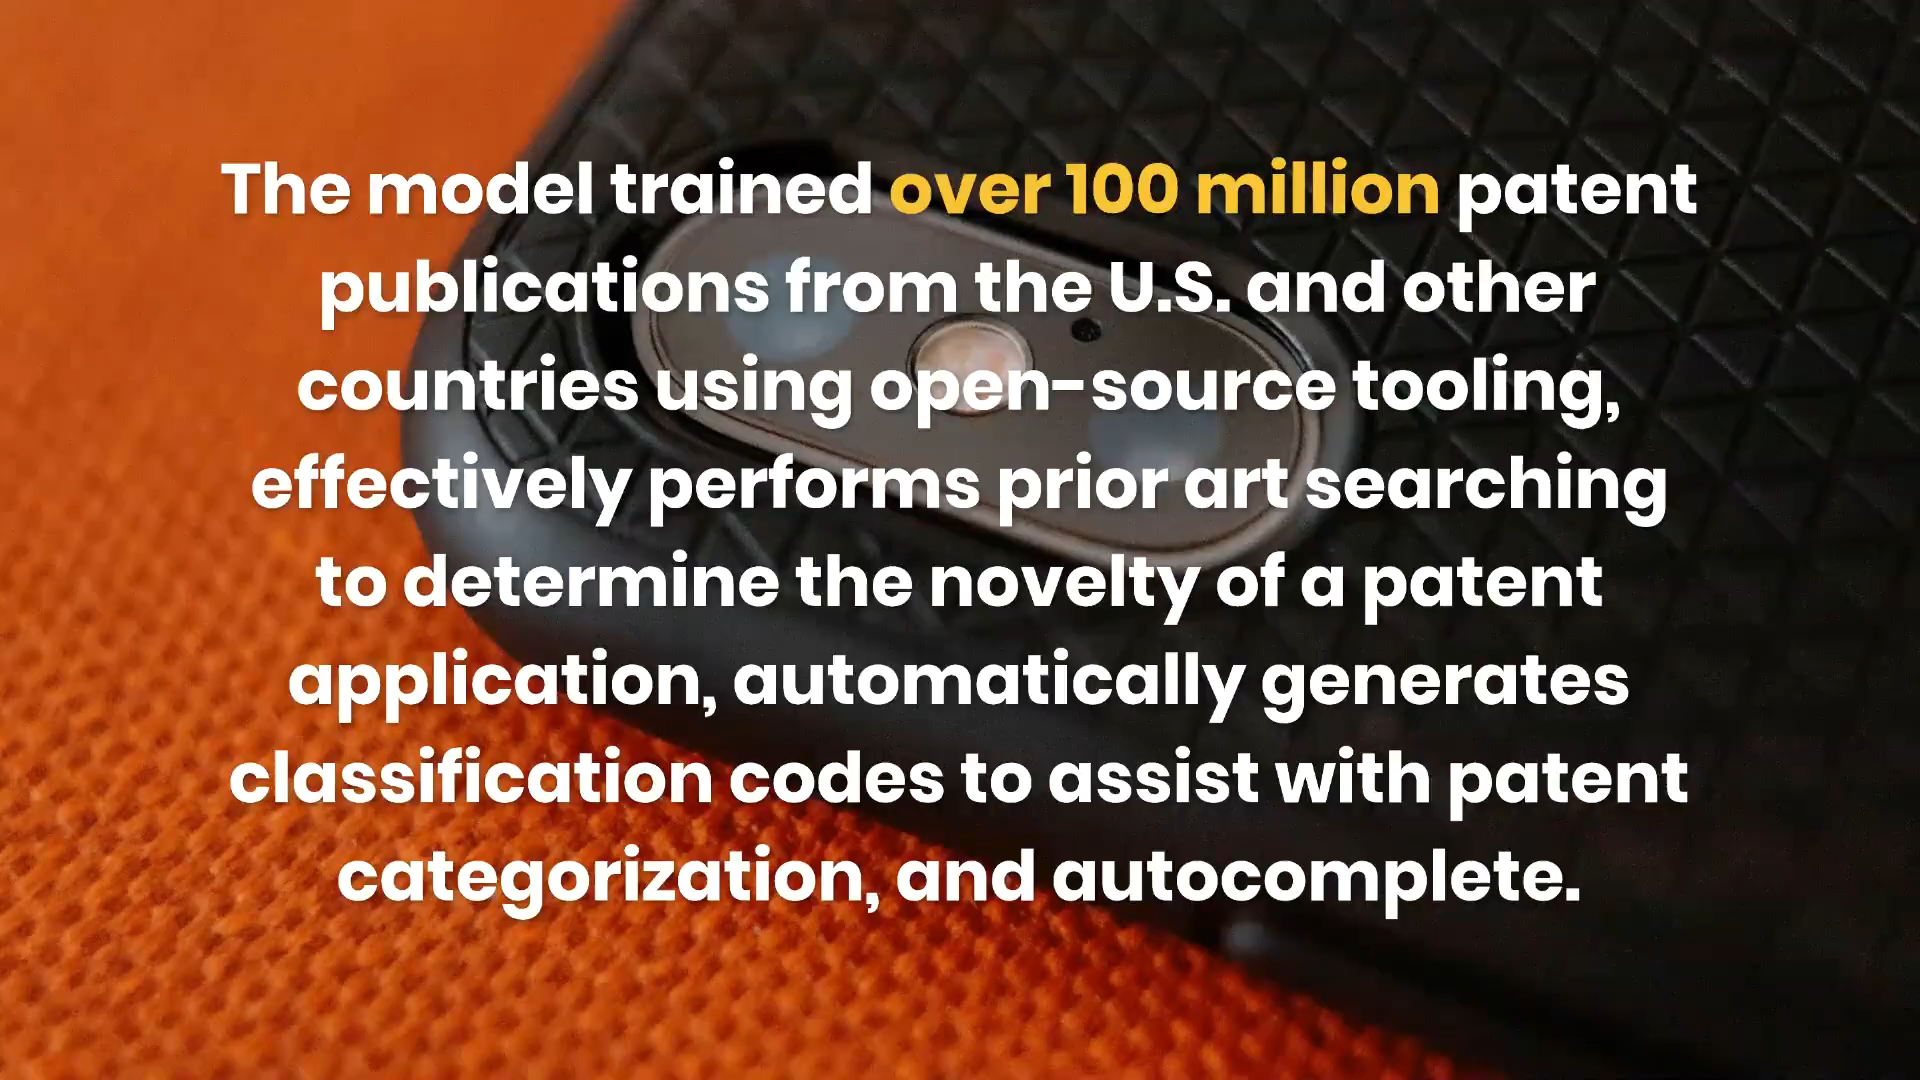 The model trained over 100 million patent
publications from the U.S. and other
countries using open-source tooling,
effectively performs prior art searching
to determine the novelty of a patent
application, automatically generates
classification codes to assist with patent
categorization, and autocomplete.